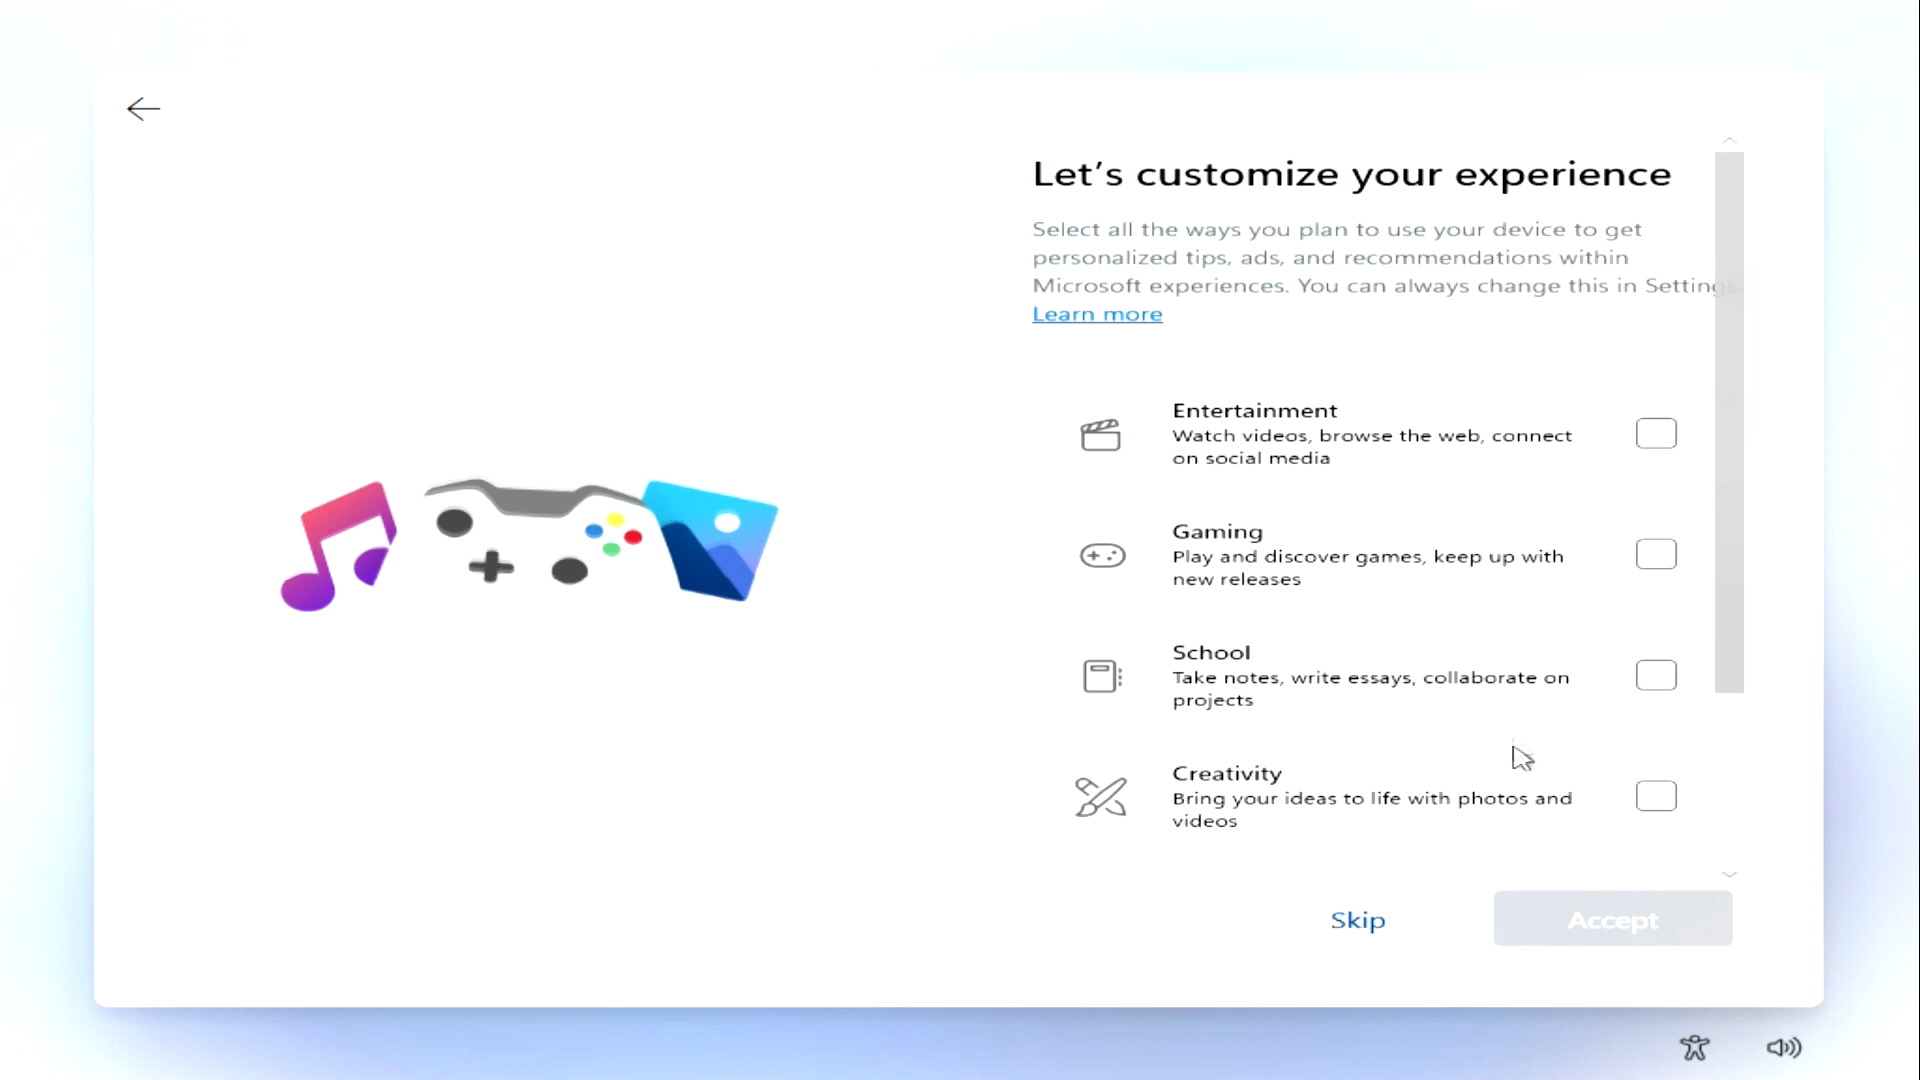 Let's customize your experience
Select all the ways you plan to use your device to get
personalized tips, ads, and recommendations within
Microsoft experiences. You can always change this in Settings.
Learn more
Entertainment
Watch videos, browse the web, connect
on social media
Gaming
Play and discover games, keep up with
new releases
School
Take notes, write essays, collaborate on
projects
Creativity
Bring your ideas to life with photos and
videos
Skip
Accept